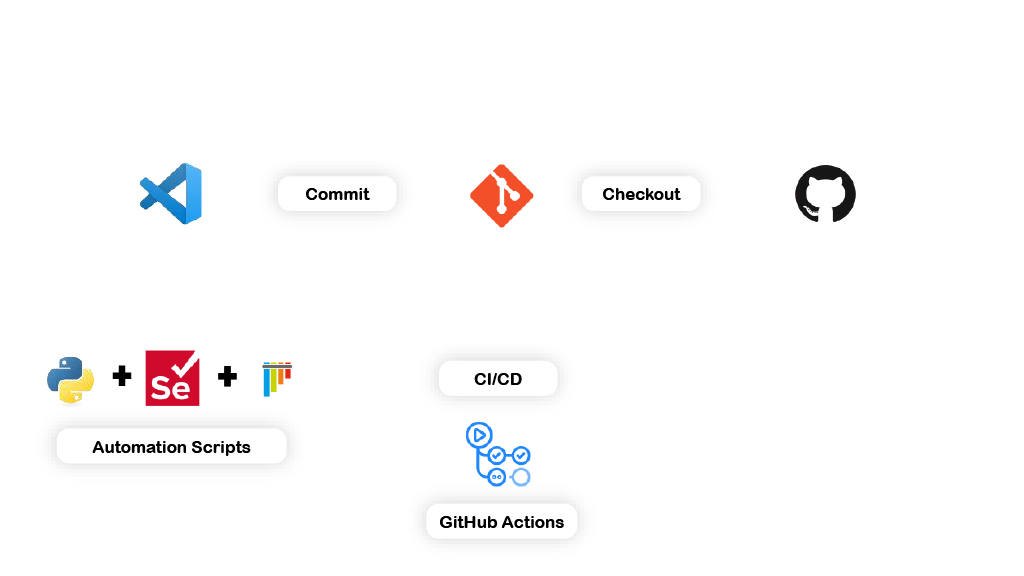 Commit
Checkout
Se
CI/CD
Automation Scripts
GitHub Actions